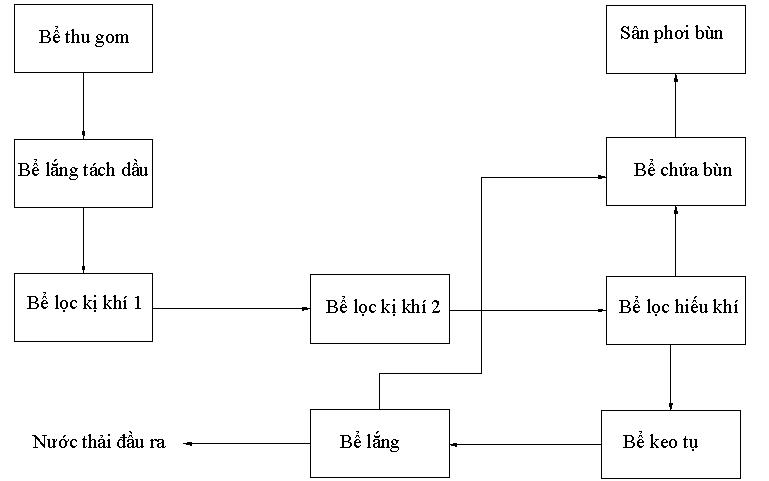 Bể thu gom
Sân phơi bùn
Bể lắng tách dầu
Bể chứa bùn
Bể lọc kị khí 1
Bể lọc kị khí 2
Bể lọc hiếu khí
Nước thải đầu ra
Bể lắng
Bể keo tụ